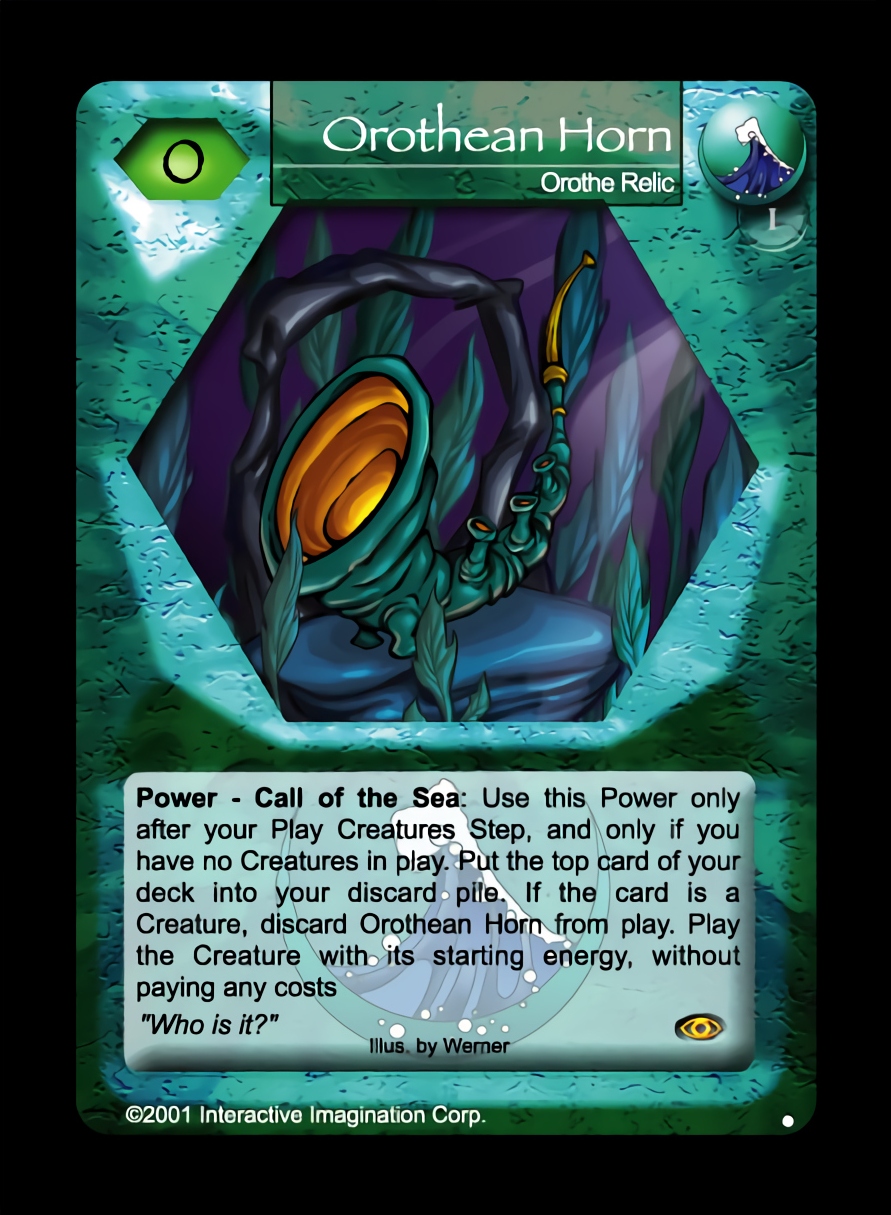 0
Orothean Horn
Orothe Relic
I
Power - Call of the Sea: Use this Power only
after your Play Creatures Step, and only if you
have no Creatures in play. Put the top card of your
deck into your discard pile. If the card is a
Creature, discard Orothean Horn from play. Play
the Creature with its starting energy, without
paying any costs
"Who is it?"
Illus. by Werner
©2001 Interactive Imagination Corp.